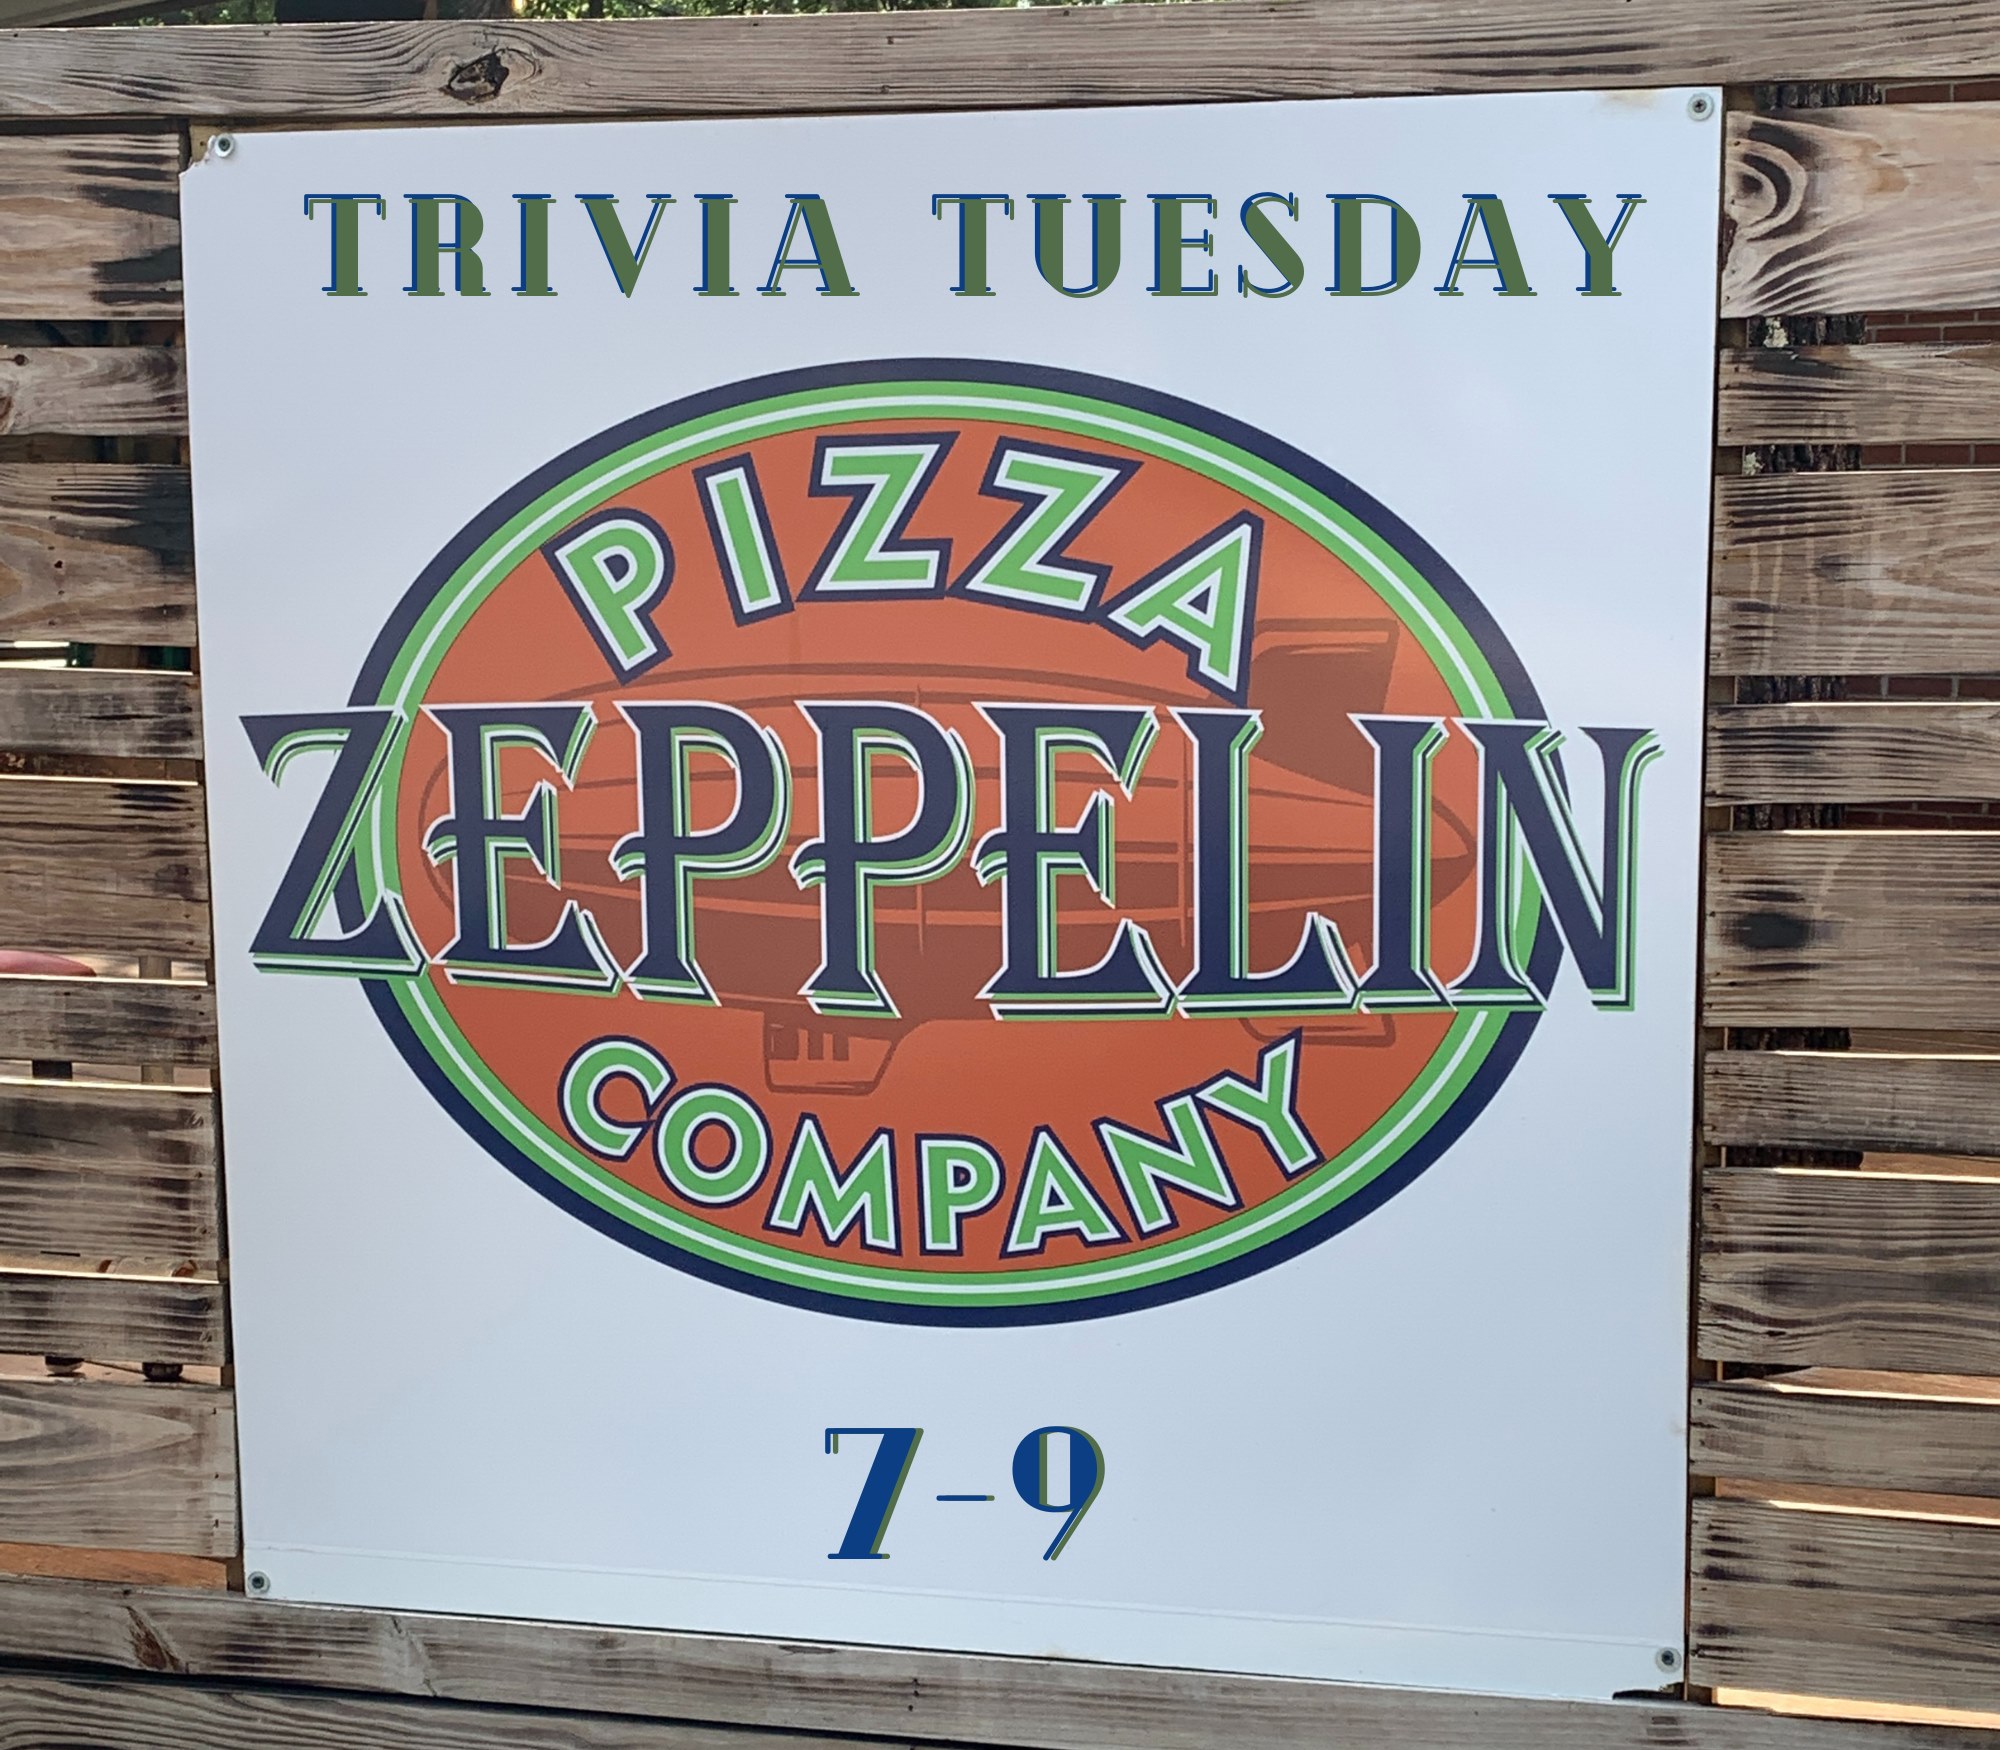 TRIVIA TUESDAY
PIZZA
ZEPPELIN
COMPANY
7-9